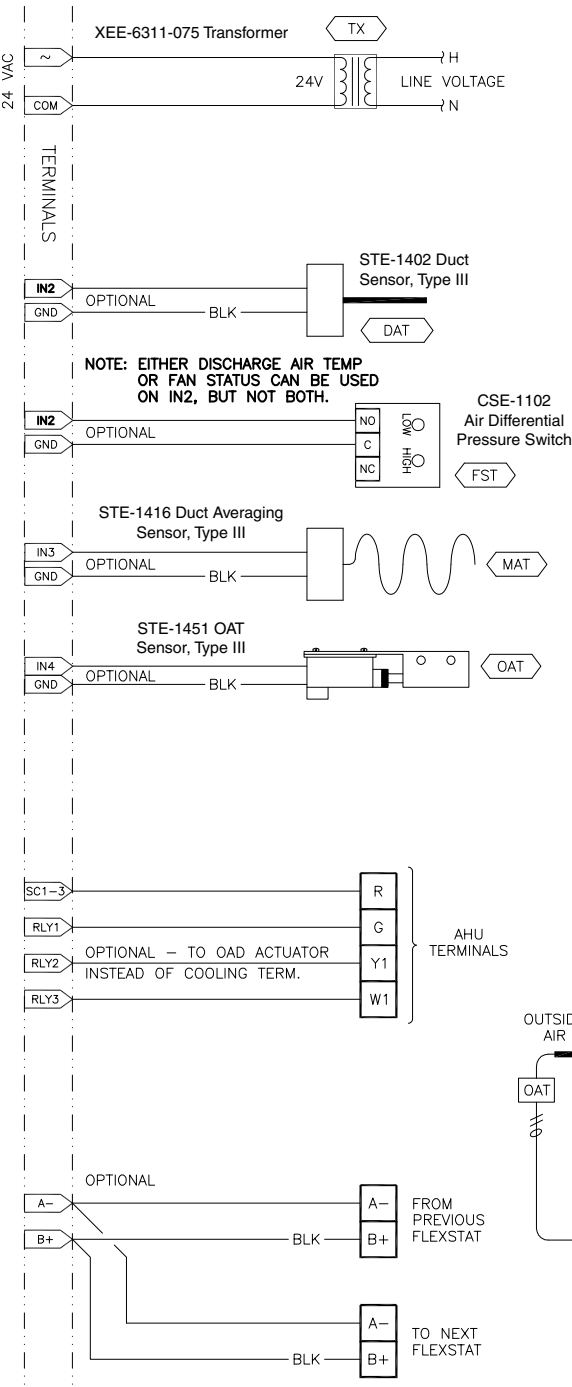 XEE-6311-075 Transformer
TX
24 VAC
~
H
24V
LINE VOLTAGE
COM
N
TERMINALS
STE-1402 Duct
Sensor, Type III
IN2
OPTIONAL
GND
BLK
DAT
NOTE: EITHER DISCHARGE AIR TEMP
OR FAN STATUS CAN BE USED
ON IN2, BUT NOT BOTH.
CSE-1102
Air Differential
Pressure Switch
IN2
OPTIONAL
GND
NO
C
NC
LOW
HIGH
FST
STE-1416 Duct Averaging
Sensor, Type III
IN3
OPTIONAL
GND
BLK
MAT
STE-1451 OAT
Sensor, Type III
IN4
OPTIONAL
GND
BLK
OAT
SC1-3
R
RLY1
G
RLY2
OPTIONAL – TO OAD ACTUATOR
INSTEAD OF COOLING TERM.
Y1
RLY3
W1
AHU
TERMINALS
OUTSID
AIR
OAT
OPTIONAL
A-
A-
B+
BLK
B+
FROM
PREVIOUS
FLEXSTAT
A-
BLK
B+
TO NEXT
FLEXSTAT